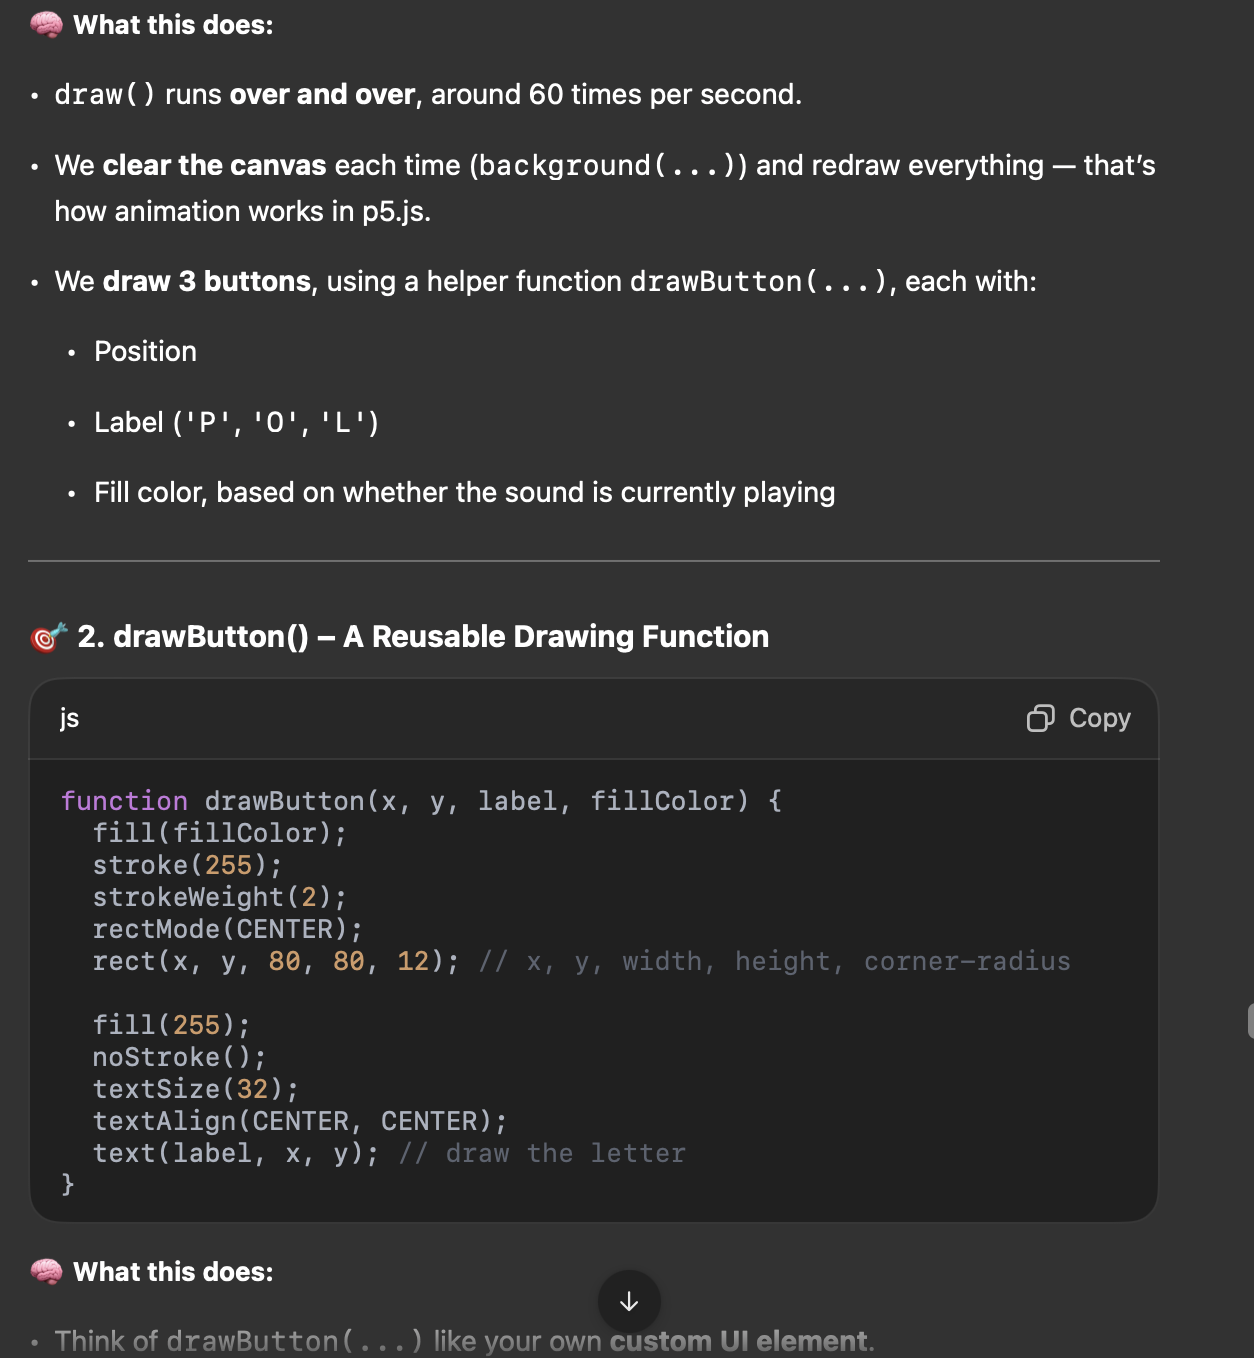 🧠 What this does:
• draw() runs over and over, around 60 times per second.
• We clear the canvas each time (background(...)) and redraw everything — that’s
how animation works in p5.js.
• We draw 3 buttons, using a helper function drawButton(...), each with:
• Position
• Label ('P', 'O', 'L')
• Fill color, based on whether the sound is currently playing
🎯 2. drawButton() – A Reusable Drawing Function
js Copy
function drawButton(x, y, label, fillColor) {
  fill(fillColor);
  stroke(255);
  strokeWeight(2);
  rectMode(CENTER);
  rect(x, y, 80, 80, 12); // x, y, width, height, corner-radius
  fill(255);
  noStroke();
  textSize(32);
  textAlign(CENTER, CENTER);
  text(label, x, y); // draw the letter
}
🧠 What this does:
• Think of drawButton(...) like your own custom UI element.